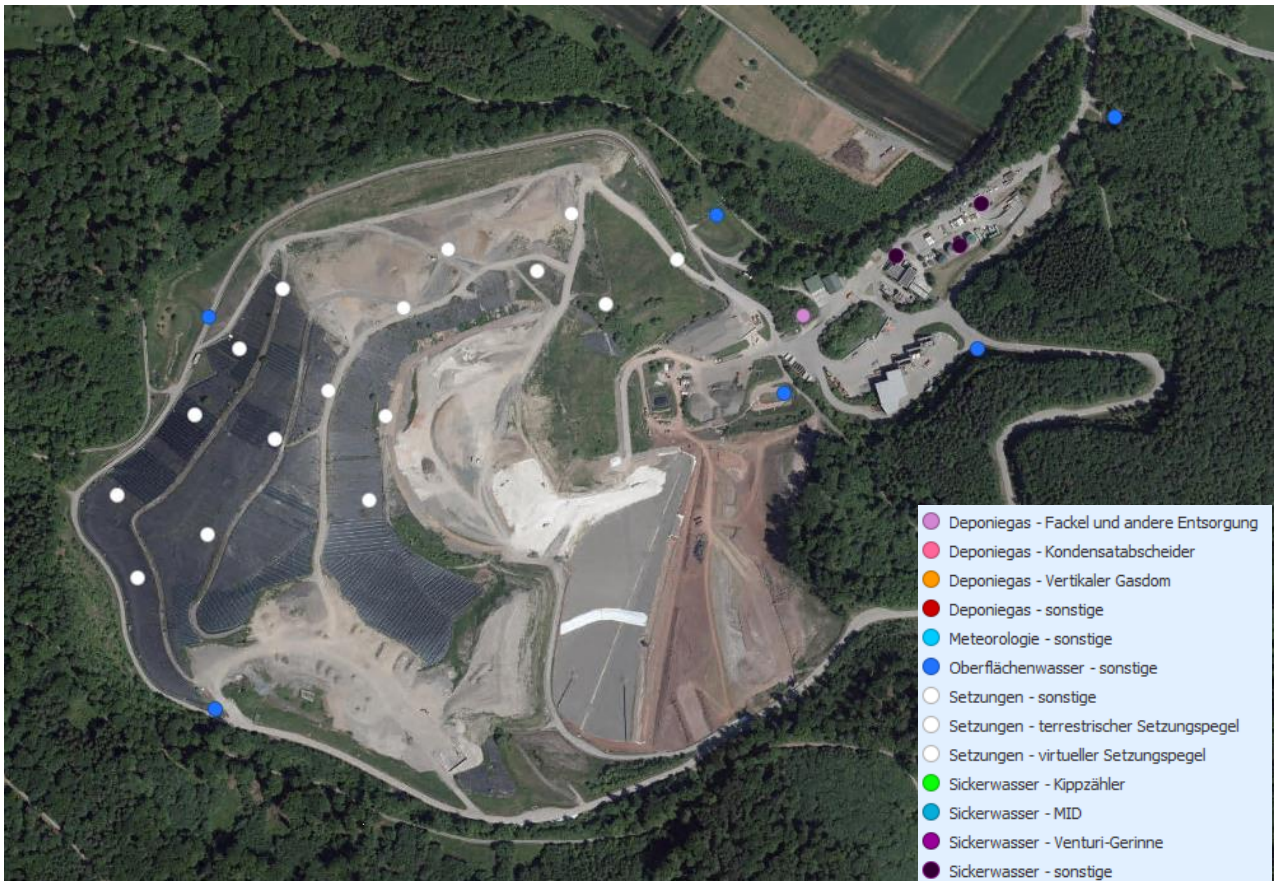 Deponiegas - Fackel und andere Entsorgung
Deponiegas - Kondensatabscheider
Deponiegas - Vertikaler Gasdom
Deponiegas - sonstige
Meteorologie - sonstige
Oberflächenwasser - sonstige
Setzungen - sonstige
Setzungen - terrestrischer Setzungspegel
Setzungen - virtueller Setzungspegel
Sickerwasser - Kippzähler
Sickerwasser - MID
Sickerwasser - Venturi-Gerinne
Sickerwasser - sonstige